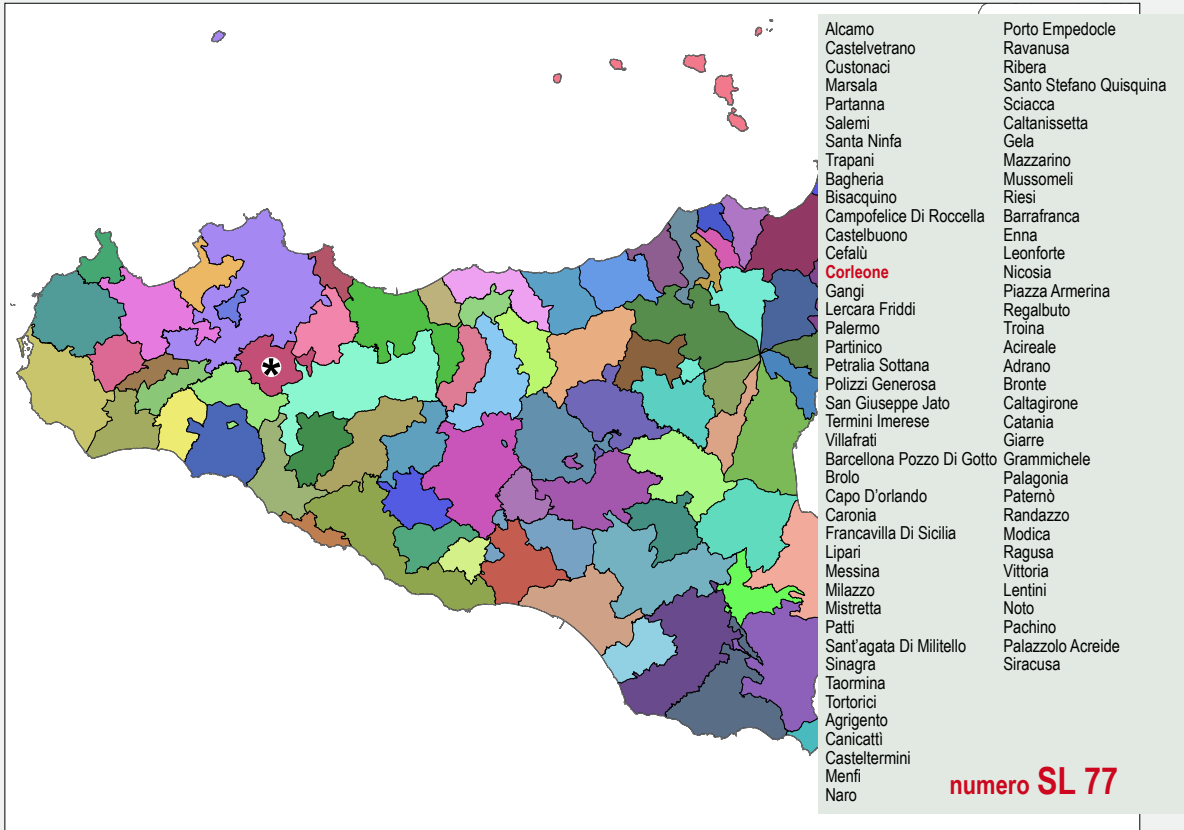 Alcamo
Castelvetrano
Custonaci
Marsala
Partanna
Salemi
Santa Ninfa
Trapani
Bagheria
Bisacquino
Campofelice Di Roccella
Castelbuono
Cefalù
Corleone
Gangi
Lercara Friddi
Palermo
Partinico
Petralia Sottana
Polizzi Generosa
San Giuseppe Jato
Termini Imerese
Villafrati
Barcellona Pozzo Di Gotto
Brolo
Capo D'orlando
Caronia
Francavilla Di Sicilia
Lipari
Messina
Milazzo
Mistretta
Patti
Sant'agata Di Militello
Sinagra
Taormina
Tortorici
Agrigento
Canicattì
Casteltermini
Menfi
Naro
Porto Empedocle
Ravanusa
Ribera
Santo Stefano Quisquina
Sciacca
Caltanissetta
Gela
Mazzarino
Mussomeli
Riesi
Barrafranca
Enna
Leonforte
Nicosia
Piazza Armerina
Regalbuto
Troina
Acireale
Adrano
Bronte
Caltagirone
Catania
Giarre
Grammichele
Palagonia
Paternò
Randazzo
Modica
Ragusa
Vittoria
Lentini
Noto
Pachino
Palazzolo Acreide
Siracusa
numero SL 77